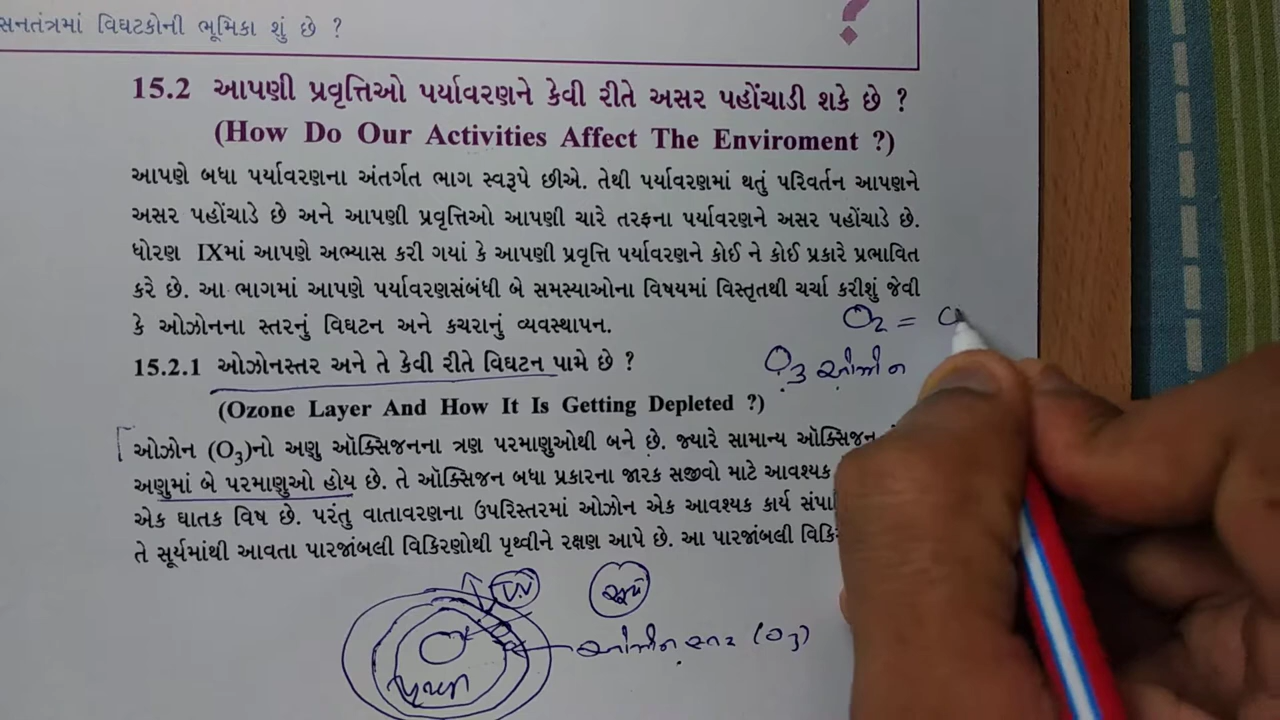 સનતંત્રમાં વિઘટકોની ભૂમિકા શું છે ?
?
15.2 આપણી પ્રવૃત્તિઓ પર્યાવરણને કેવી રીતે અસર પહોંચાડી શકે છે ?
(How Do Our Activities Affect The Enviroment ?)
આપણે બધા પર્યાવરણના અંતર્ગત ભાગ સ્વરૂપે છીએ. તેથી પર્યાવરણમાં થતું પરિવર્તન આપણને
અસર પહોંચાડે છે અને આપણી પ્રવૃત્તિઓ આપણી ચારે તરફના પર્યાવરણને અસર પહોંચાડે છે.
ધોરણ IXમાં આપણે અભ્યાસ કરી ગયાં કે આપણી પ્રવૃત્તિ પર્યાવરણને કોઈ ને કોઈ પ્રકારે પ્રભાવિત
કરે છે. આ ભાગમાં આપણે પર્યાવરણસંબંધી બે સમસ્યાઓના વિષયમાં વિસ્તૃતથી ચર્ચા કરીશું જેવી
કે ઓઝોનના સ્તરનું વિઘટન અને કચરાનું વ્યવસ્થાપન.
O₂ =
15.2.1 ઓઝોનસ્તર અને તે કેવી રીતે વિઘટન પામે છે ?
O₃ ઓઝોન
(Ozone Layer And How It Is Getting Depleted ?)
ઓઝોન (O₃)નો અણુ ઑક્સિજનના ત્રણ પરમાણુઓથી બને છે. જ્યારે સામાન્ય ઑક્સિજન
અણુમાં બે પરમાણુઓ હોય છે. તે ઑક્સિજન બધા પ્રકારના જારક સજીવો માટે આવશ્યક
એક ઘાતક વિષ છે. પરંતુ વાતાવરણના ઉપરિસ્તરમાં ઓઝોન એક આવશ્યક કાર્ય સંપા
તે સૂર્યમાંથી આવતા પારજાંબલી વિકિરણોથી પૃથ્વીને રક્ષણ આપે છે. આ પારજાંબલી વિકિ
U.V
સૂર્ય
ઓઝોન સ્તર (O₃)
પૃથ્વી